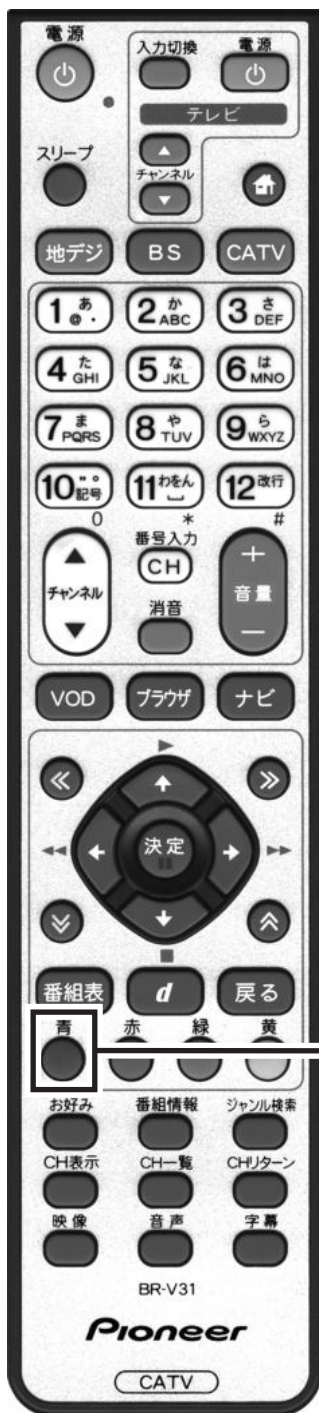 電源
入力切換 電源
テレビ
スリープ
チャンネル
地デジ BS CATV
1 あ @. 2 か ABC 3 さ DEF
4 た GHI 5 な JKL 6 は MNO
7 ま PQRS 8 や TUV 9 ら WXYZ
10 ゛゜ 記号 11 わをん 12 改行
0 * #
番号入力
CH
チャンネル
音量
消音
VOD ブラウザ ナビ
決定
番組表 d 戻る
青 赤 緑 黄
お好み 番組情報 ジャンル検索
CH表示 CH一覧 CHリターン
映像 音声 字幕
BR-V31
Pioneer
CATV